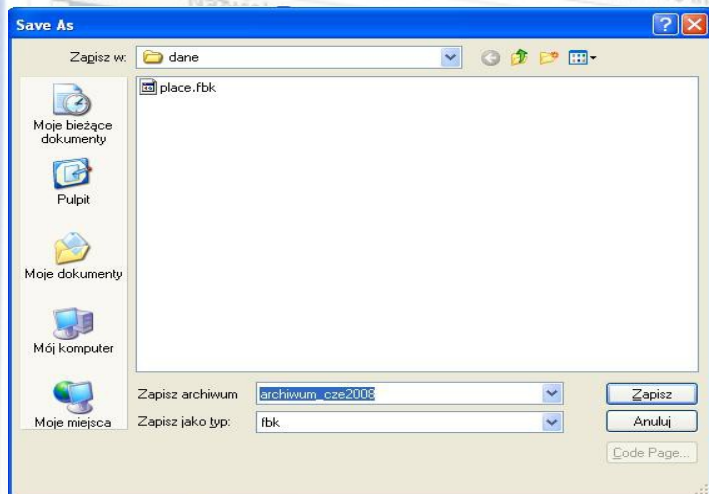 Save As
Zapisz w:
dane
place.fbk
Moje bieżące
dokumenty
Pulpit
Moje dokumenty
Mój komputer
Moje miejsca
Zapisz archiwum
archiwum_cze2008
Zapisz
Zapisz jako typ:
fbk
Anuluj
Code Page...